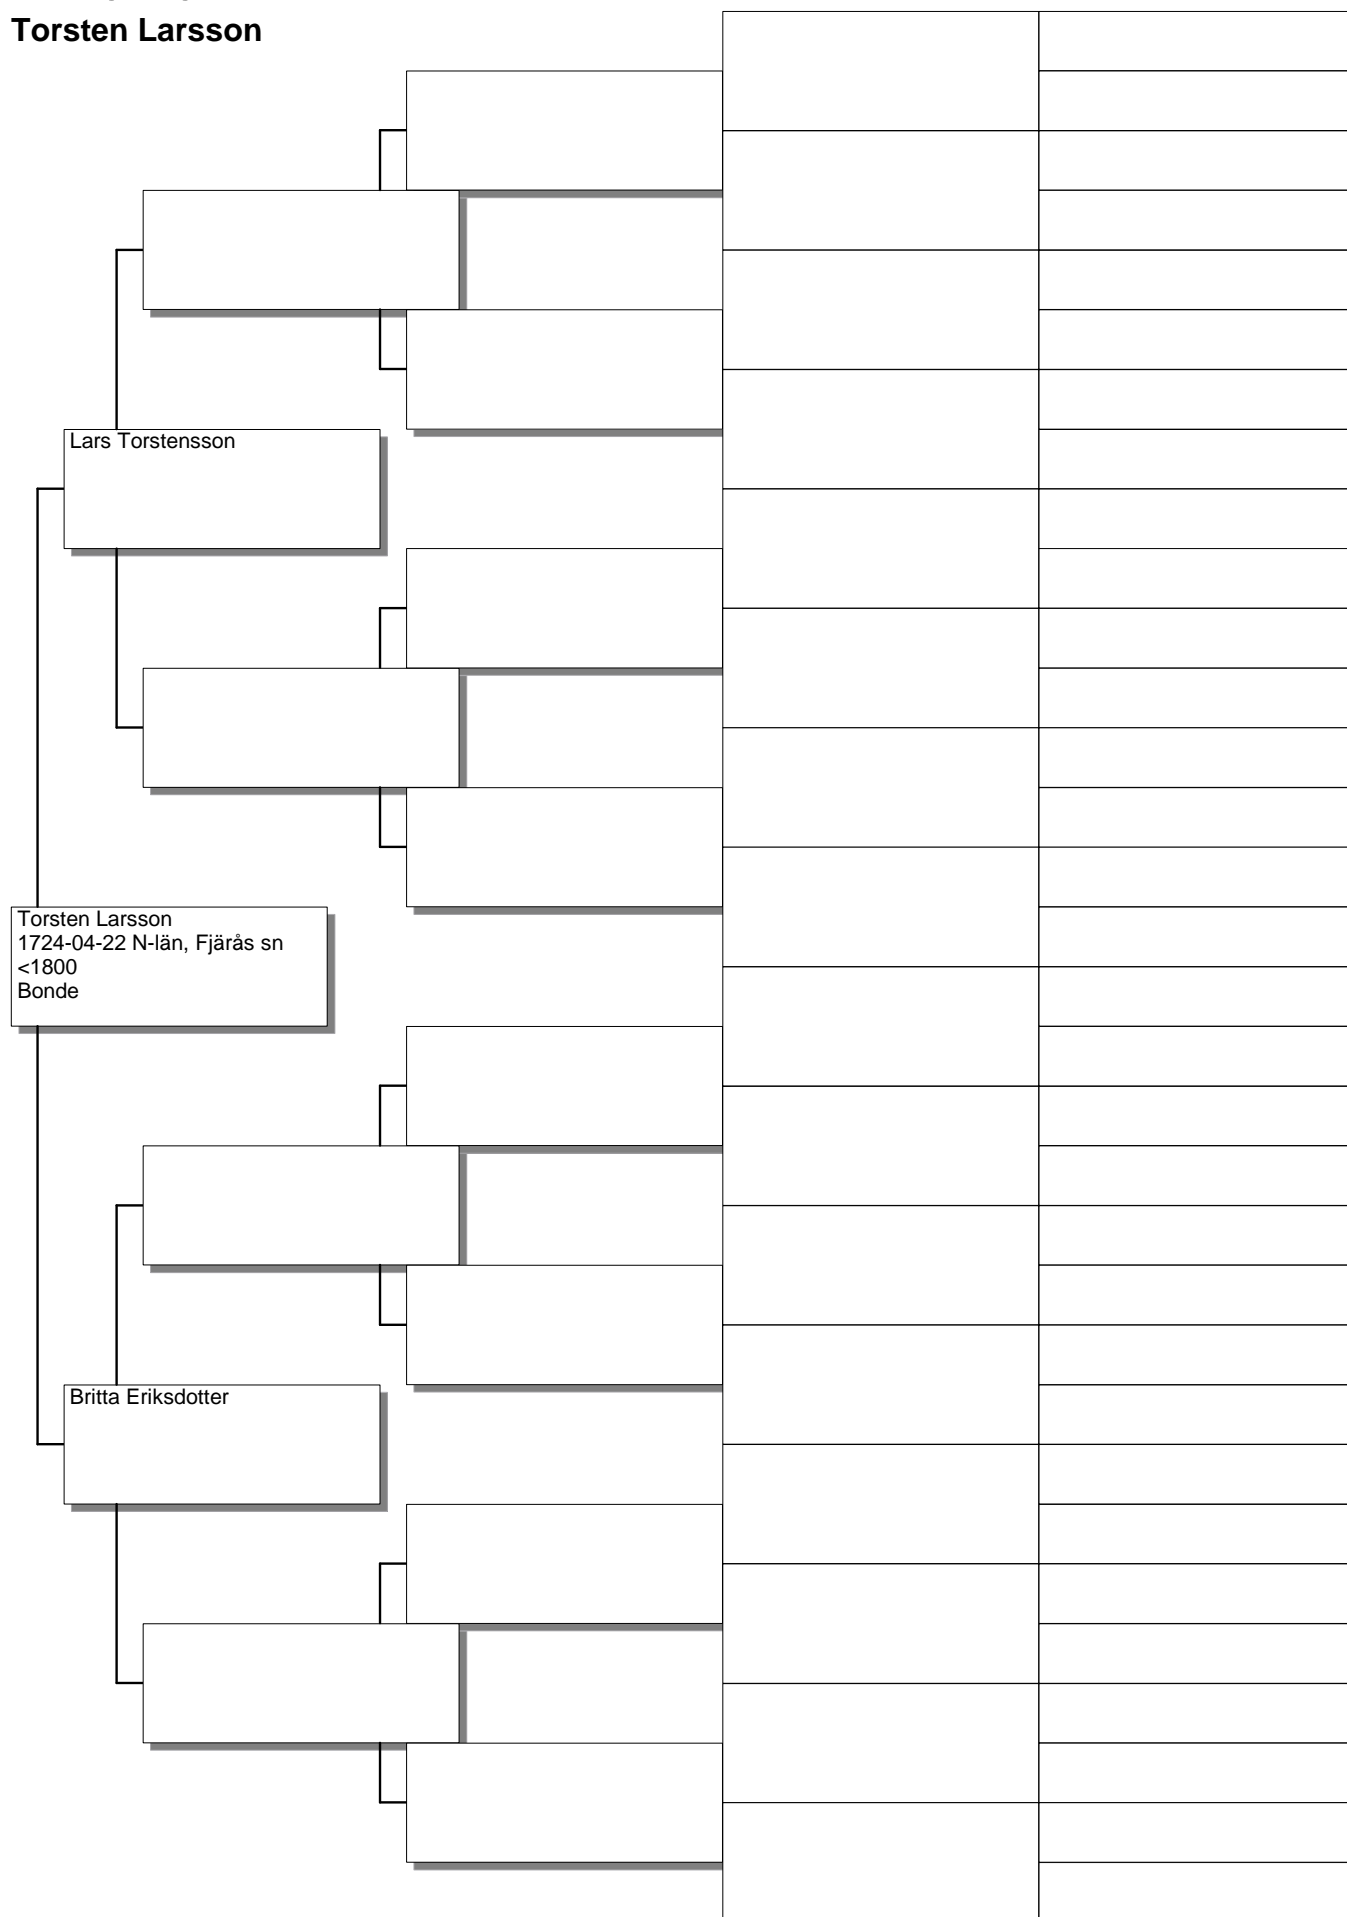 Torsten Larsson
Lars Torstensson
Torsten Larsson
1724-04-22 N-län, Fjärås sn
<1800
Bonde
Britta Eriksdotter